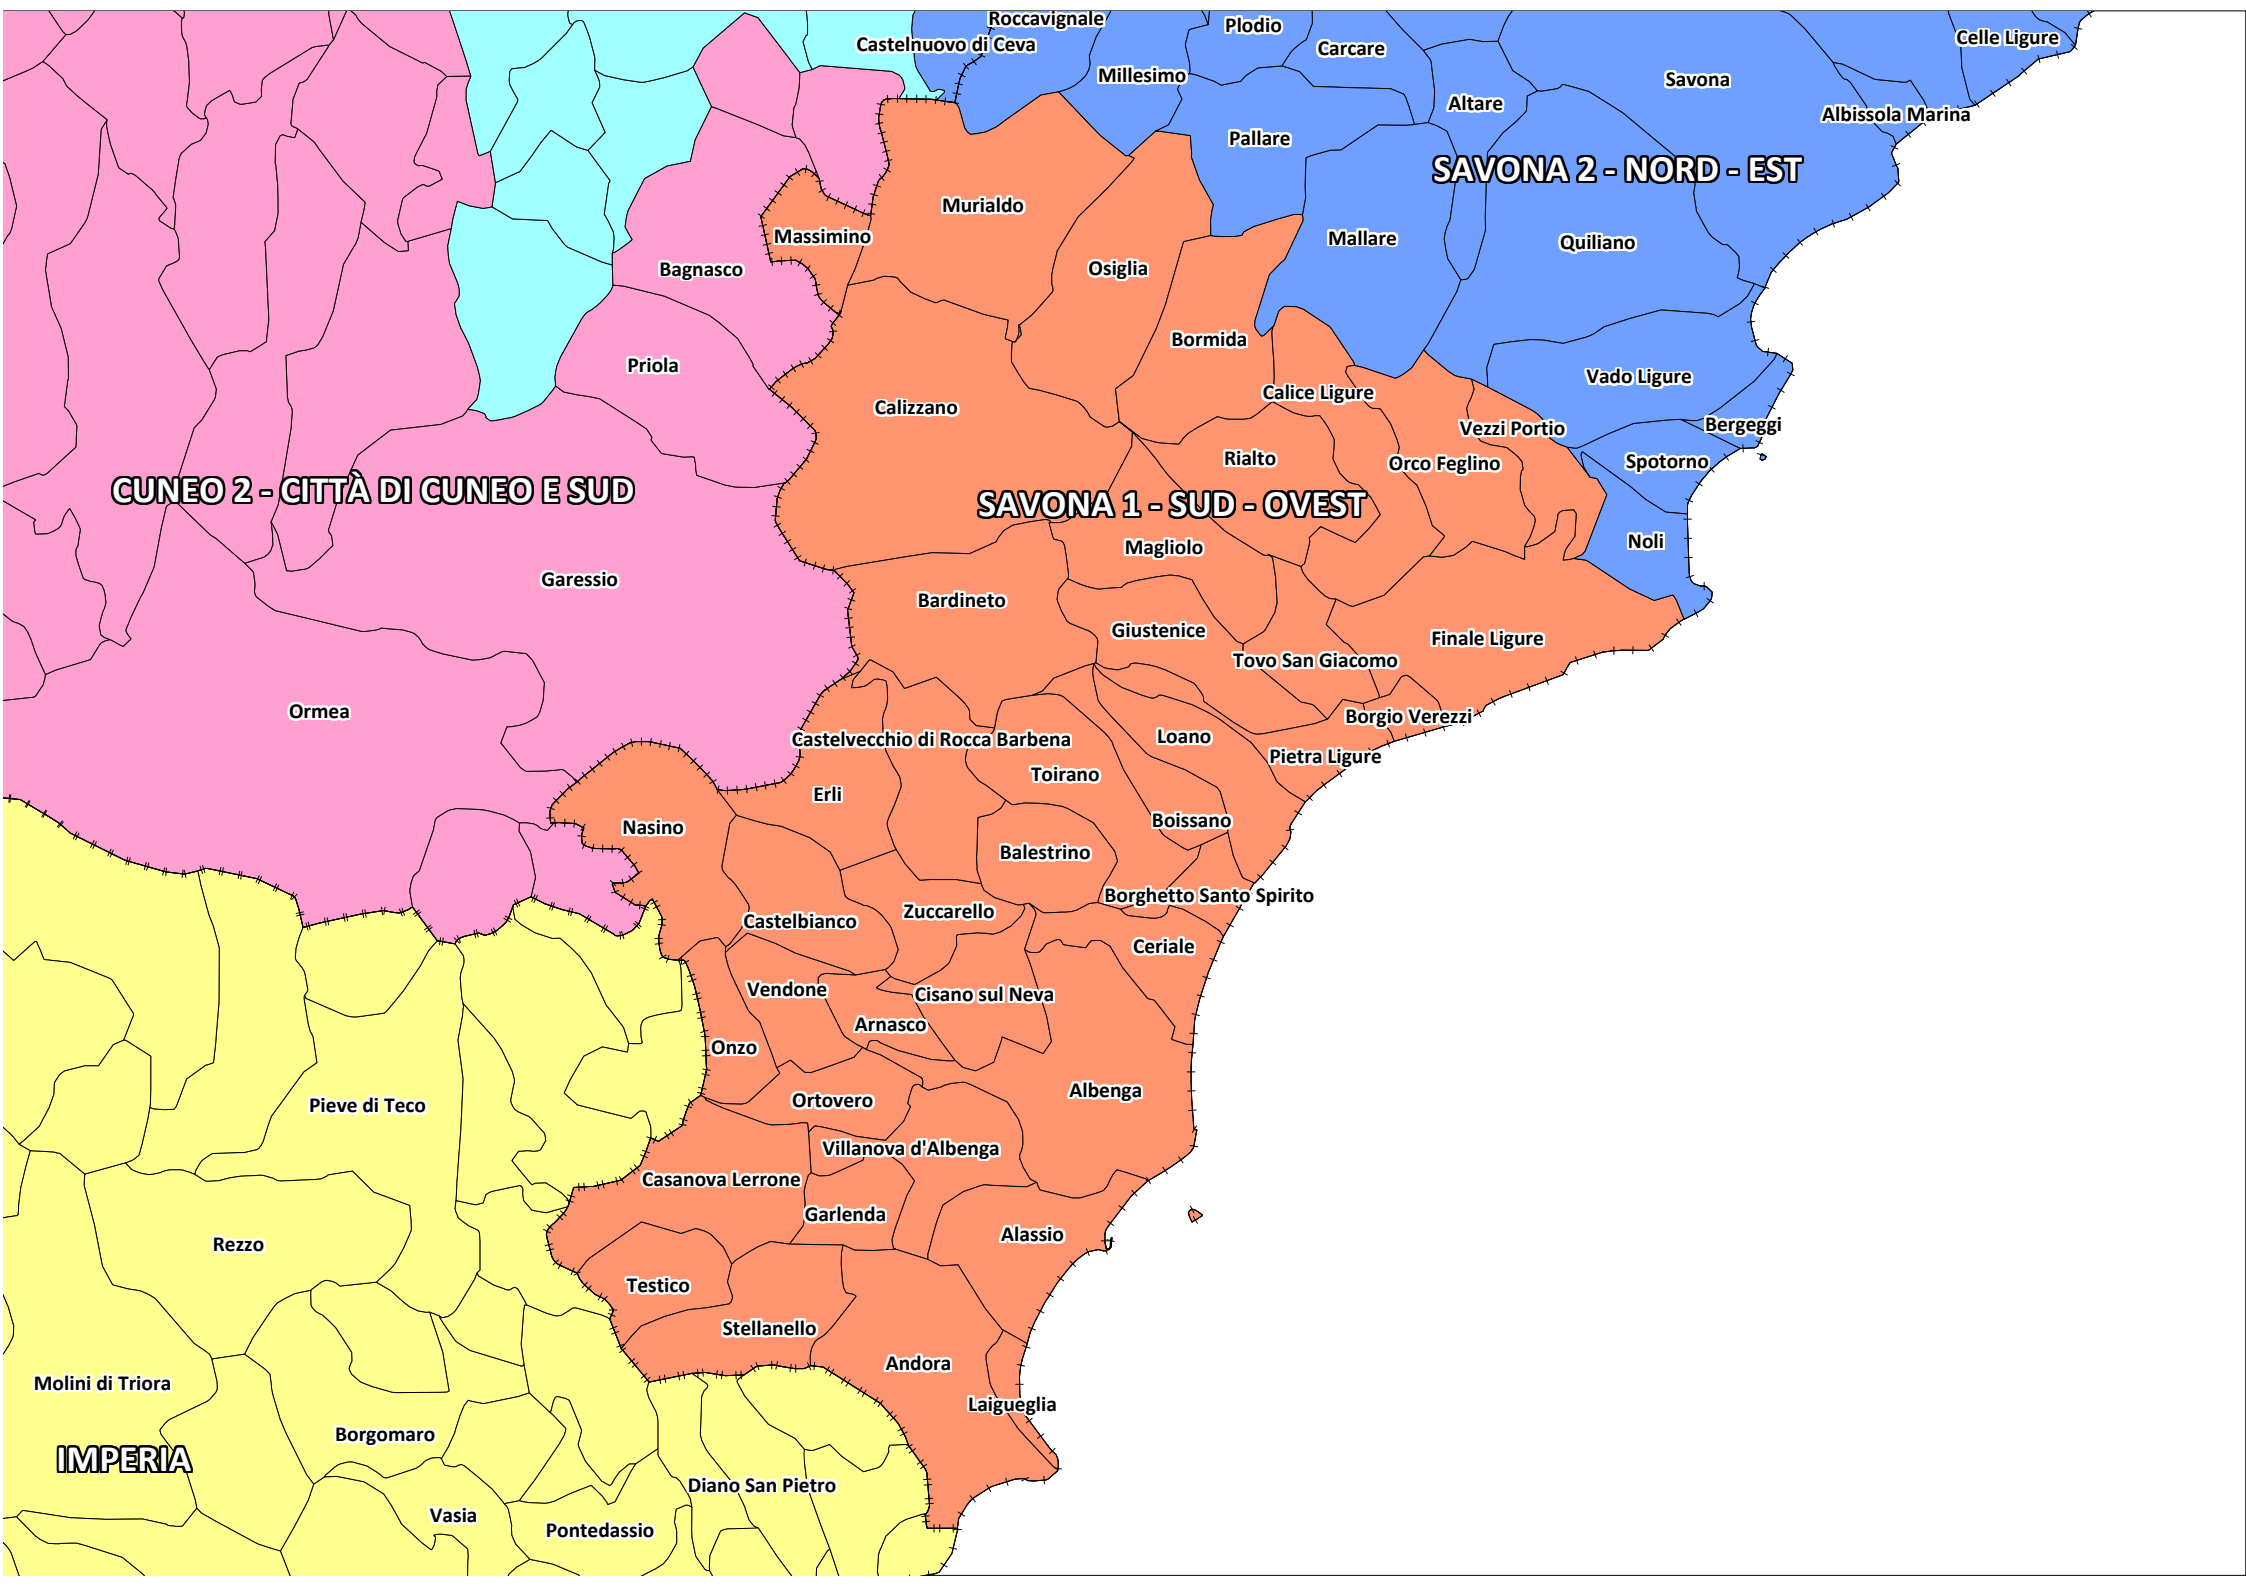 Roccavignale
Plodio
Celle Ligure
Castelnuovo di Ceva
Carcare
Millesimo
Savona
Altare
Albissola Marina
Pallare
SAVONA 2 - NORD - EST
Murialdo
Massimino
Mallare
Quiliano
Bagnasco
Osiglia
Bormida
Priola
Vado Ligure
Calice Ligure
Calizzano
Bergeggi
Vezzi Portio
Rialto
Orco Feglino
Spotorno
CUNEO 2 - CITTÀ DI CUNEO E SUD
SAVONA 1 - SUD - OVEST
Noli
Magliolo
Garessio
Bardineto
Giustenice
Finale Ligure
Tovo San Giacomo
Ormea
Borgio Verezzi
Castelvecchio di Rocca Barbena
Loano
Pietra Ligure
Toirano
Erli
Nasino
Boissano
Balestrino
Borghetto Santo Spirito
Castelbianco
Zuccarello
Ceriale
Vendone
Cisano sul Neva
Arnasco
Onzo
Albenga
Ortovero
Pieve di Teco
Villanova d'Albenga
Casanova Lerrone
Garlenda
Alassio
Rezzo
Testico
Stellanello
Andora
Molini di Triora
Laigueglia
Borgomaro
IMPERIA
Diano San Pietro
Vasia
Pontedassio